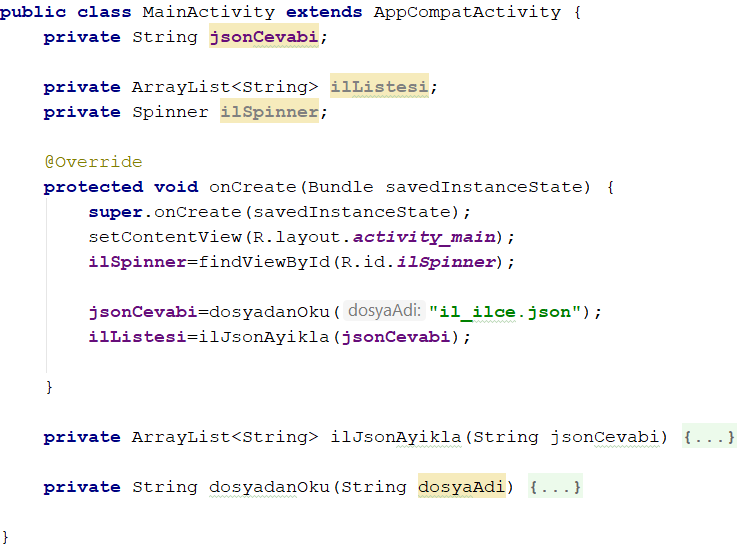 public class MainActivity extends AppCompatActivity {
    private String jsonCevabi;

    private ArrayList<String> ilListesi;
    private Spinner ilSpinner;

    @Override
    protected void onCreate(Bundle savedInstanceState) {
        super.onCreate(savedInstanceState);
        setContentView(R.layout.activity_main);
        ilSpinner=findViewById(R.id.ilSpinner);

        jsonCevabi=dosyadanOku( dosyaAdi: "il_ilce.json");
        ilListesi=ilJsonAyikla(jsonCevabi);

    }

    private ArrayList<String> ilJsonAyikla(String jsonCevabi) {...}

    private String dosyadanOku(String dosyaAdi) {...}

}